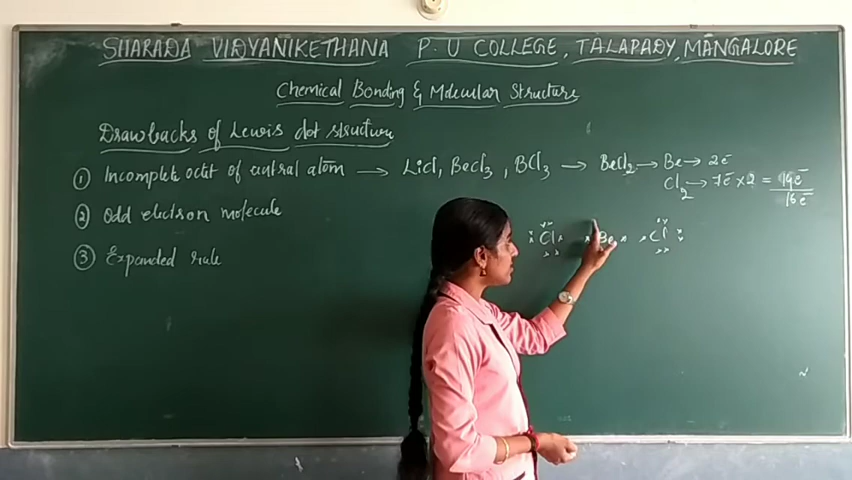 SHARADA VIDYANIKETHANA P. U COLLEGE, TALAPADY, MANGALORE
Chemical Bonding & Molecular Structure
Drawbacks of Lewis dot structure
① Incomplete octet of central atom → LiCl, BeCl3, BCl3 → BeCl2 → Be → 2e⁻
Cl2 → 7e⁻ × 2 = 14e⁻
16e⁻
② Odd electron molecule
Cl Be Cl
③ Expanded rule